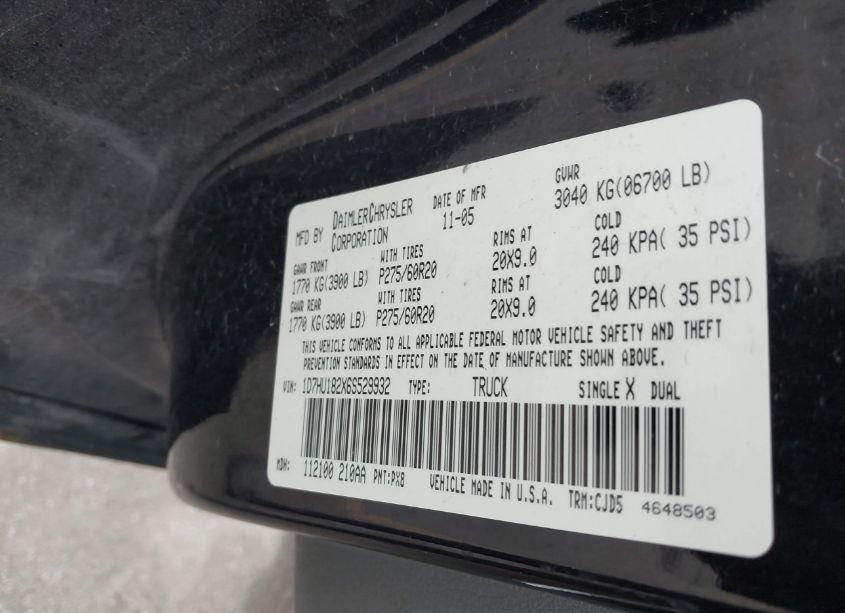 MFD BY DAIMLERCHRYSLER CORPORATION DATE OF MFR 11-05 GVWR 3040 KG(06700 LB)
GAWR FRONT WITH TIRES RIMS AT COLD
1770 KG(3900 LB) P275/60R20 20X9.0 240 KPA( 35 PSI)
GAWR REAR WITH TIRES RIMS AT COLD
1770 KG(3900 LB) P275/60R20 20X9.0 240 KPA( 35 PSI)
THIS VEHICLE CONFORMS TO ALL APPLICABLE FEDERAL MOTOR VEHICLE SAFETY AND THEFT
PREVENTION STANDARDS IN EFFECT ON THE DATE OF MANUFACTURE SHOWN ABOVE.
VIN: 1D7HU182X6S529932 TYPE: TRUCK SINGLE X DUAL
MDH: 112100 210AA PNT:PX8 VEHICLE MADE IN U.S.A. TRM:CJD5 4648503